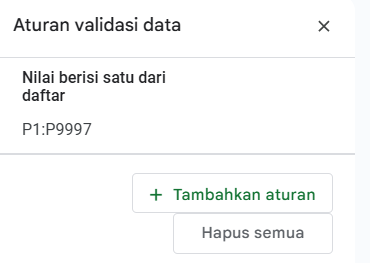 Aturan validasi data
Nilai berisi satu dari
daftar
P1:P9997
+ Tambahkan aturan
Hapus semua